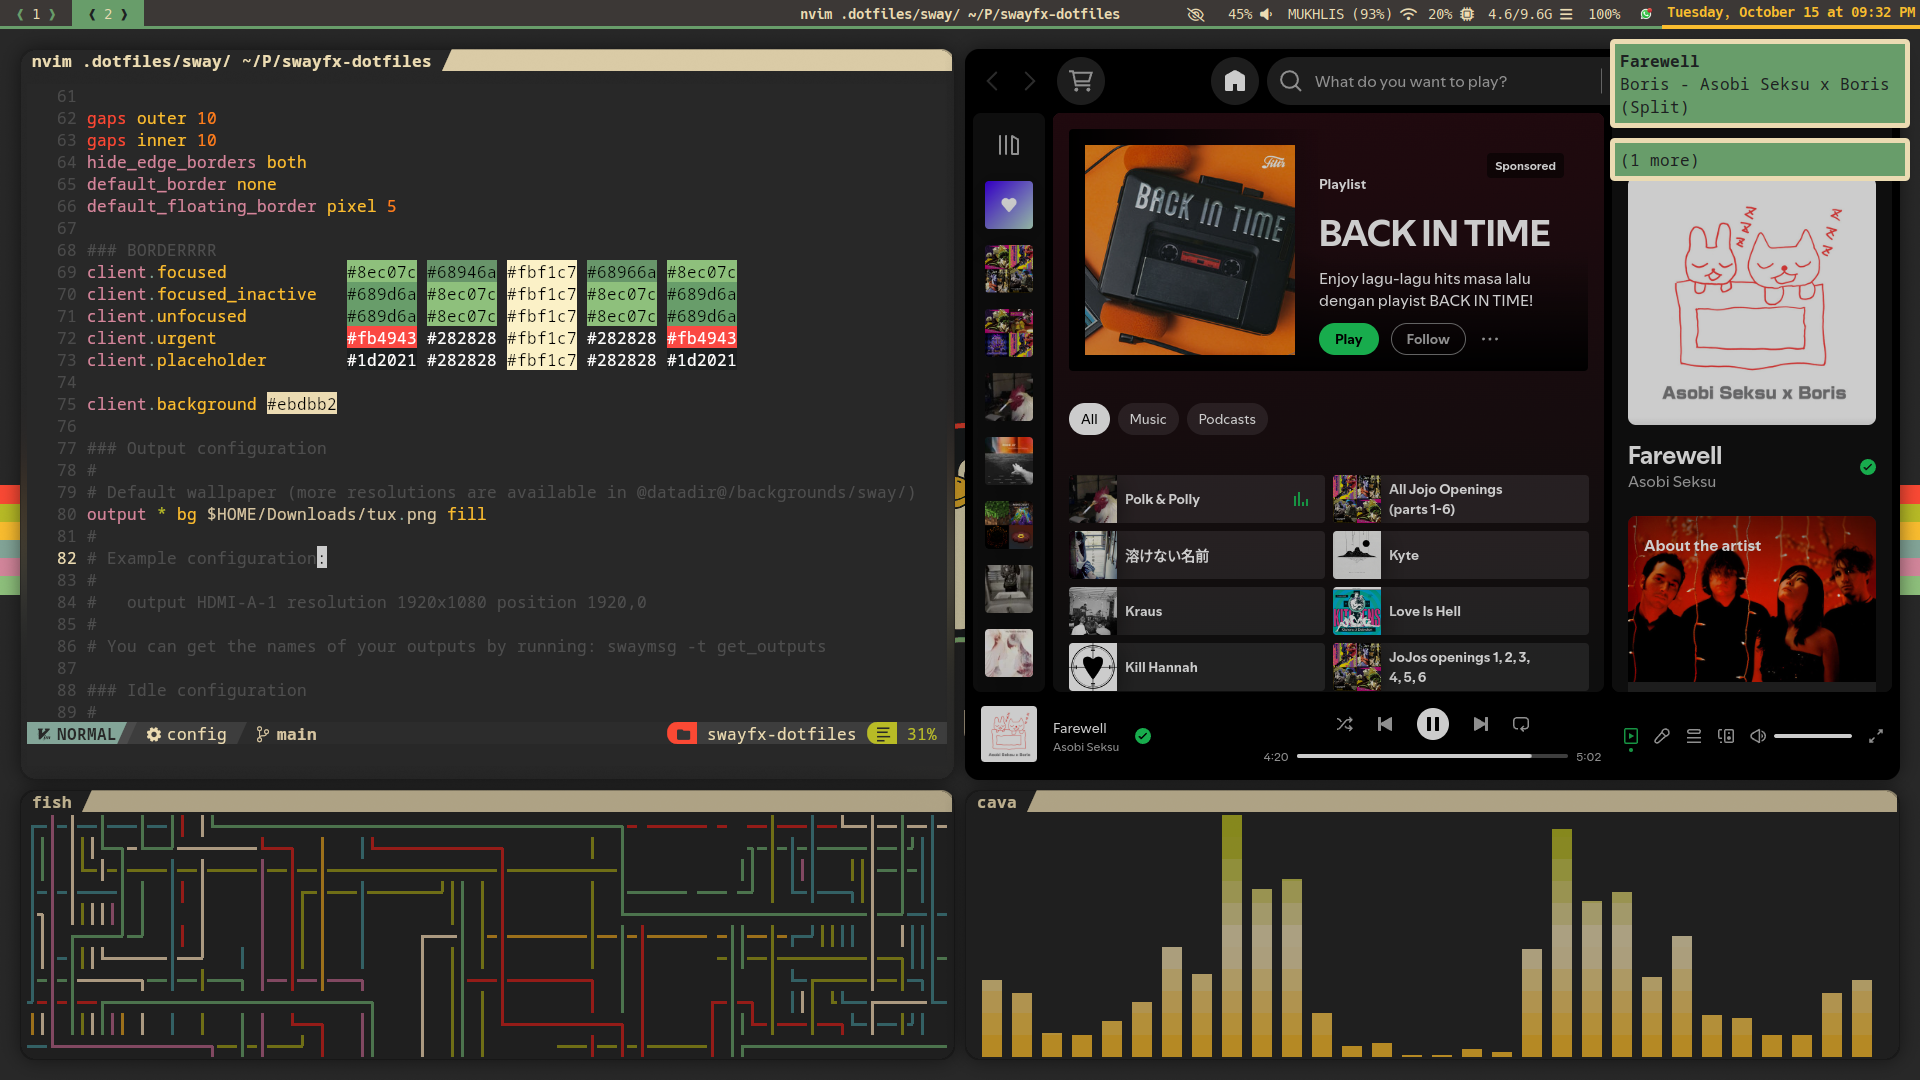 ❬ 1 ❭
❬ 2 ❭
nvim .dotfiles/sway/ ~/P/swayfx-dotfiles
45%
MUKHLIS (93%)
20%
4.6/9.6G
100%
Tuesday, October 15 at 09:32 PM
nvim .dotfiles/sway/ ~/P/swayfx-dotfiles
61
62 gaps outer 10
63 gaps inner 10
64 hide_edge_borders both
65 default_border none
66 default_floating_border pixel 5
67
68 ### BORDERRRR
69 client.focused #8ec07c #68946a #fbf1c7 #68966a #8ec07c
70 client.focused_inactive #689d6a #8ec07c #fbf1c7 #8ec07c #689d6a
71 client.unfocused #689d6a #8ec07c #fbf1c7 #8ec07c #689d6a
72 client.urgent #fb4943 #282828 #fbf1c7 #282828 #fb4943
73 client.placeholder #1d2021 #282828 #fbf1c7 #282828 #1d2021
74
75 client.background #ebdbb2
76
77 ### Output configuration
78 #
79 # Default wallpaper (more resolutions are available in @datadir@/backgrounds/sway/)
80 output * bg $HOME/Downloads/tux.png fill
81 #
82 # Example configuration:
83 #
84 #   output HDMI-A-1 resolution 1920x1080 position 1920,0
85 #
86 # You can get the names of your outputs by running: swaymsg -t get_outputs
87
88 ### Idle configuration
89 #
NORMAL config main swayfx-dotfiles 31%
What do you want to play?
Farewell
Boris - Asobi Seksu x Boris
(Split)
(1 more)
BACK IN TIME
Sponsored
Playlist
BACK IN TIME
Enjoy lagu-lagu hits masa lalu
dengan playist BACK IN TIME!
Play
Follow
All
Music
Podcasts
Polk & Polly
All Jojo Openings
(parts 1-6)
溶けない名前
Kyte
Kraus
Love Is Hell
Kill Hannah
JoJos openings 1, 2, 3,
4, 5, 6
Asobi Seksu x Boris
Farewell
Asobi Seksu
About the artist
Farewell
Asobi Seksu
4:20
5:02
fish
cava